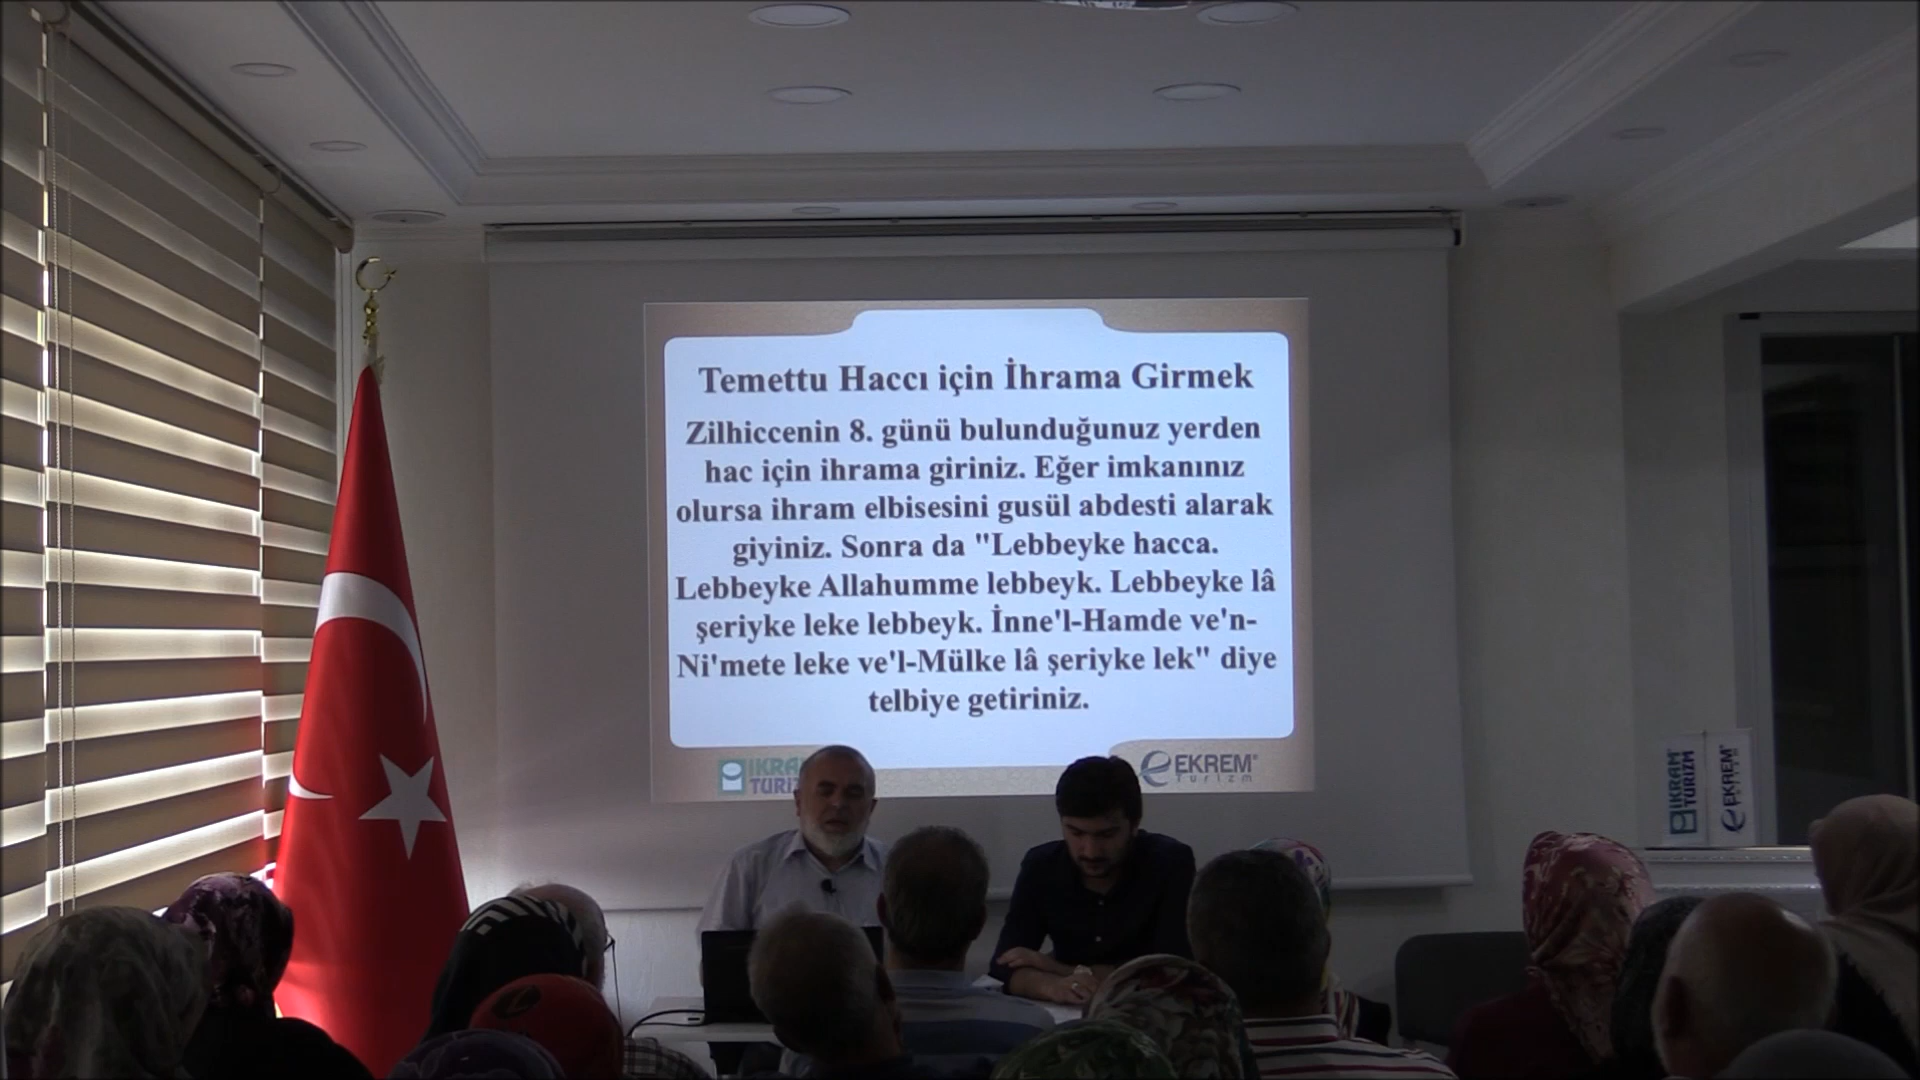 Temettu Haccı için İhrama Girmek
Zilhiccenin 8. günü bulunduğunuz yerden
hac için ihrama giriniz. Eğer imkanınız
olursa ihram elbisesini gusül abdesti alarak
giyiniz. Sonra da "Lebbeyke hacca.
Lebbeyke Allahumme lebbeyk. Lebbeyke lâ
şeriyke leke lebbeyk. İnne'l-Hamde ve'n-
Ni'mete leke ve'l-Mülke lâ şeriyke lek" diye
telbiye getiriniz.
EKREM
Turizm
İKRAM
TURİZM
EKREM